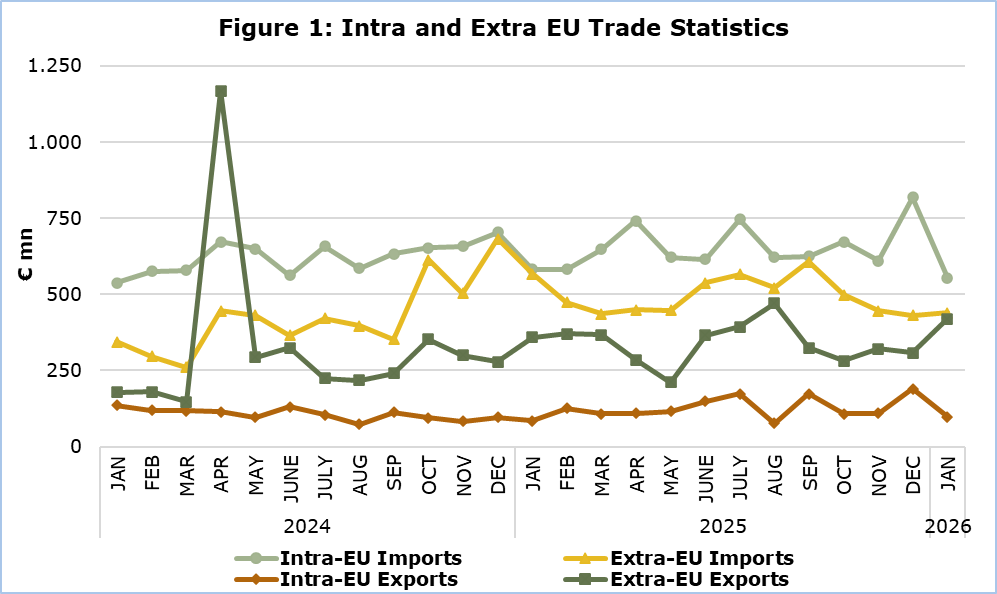 Figure 1: Intra and Extra EU Trade Statistics
1.250
1.000
750
500
250
0
€ mn
JAN FEB MAR APR MAY JUNE JULY AUG SEP OCT NOV DEC JAN FEB MAR APR MAY JUNE JULY AUG SEP OCT NOV DEC JAN
2024 2025 2026
Intra-EU Imports Extra-EU Imports
Intra-EU Exports Extra-EU Exports